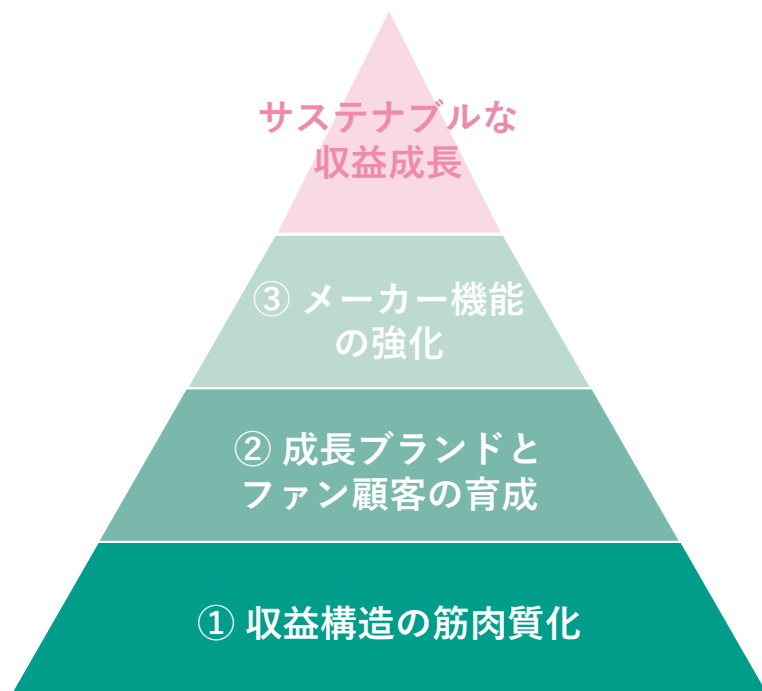 サステナブルな
収益成長
③ メーカー機能
の強化
② 成長ブランドと
ファン顧客の育成
① 収益構造の筋肉質化